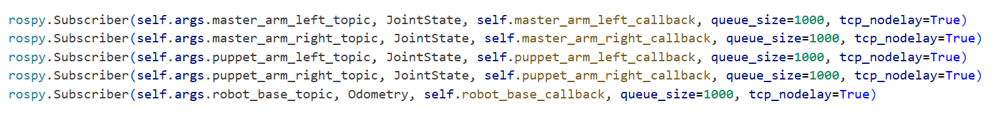 rospy.Subscriber(self.args.master_arm_left_topic, JointState, self.master_arm_left_callback, queue_size=1000, tcp_nodelay=True)
rospy.Subscriber(self.args.master_arm_right_topic, JointState, self.master_arm_right_callback, queue_size=1000, tcp_nodelay=True)
rospy.Subscriber(self.args.puppet_arm_left_topic, JointState, self.puppet_arm_left_callback, queue_size=1000, tcp_nodelay=True)
rospy.Subscriber(self.args.puppet_arm_right_topic, JointState, self.puppet_arm_right_callback, queue_size=1000, tcp_nodelay=True)
rospy.Subscriber(self.args.robot_base_topic, Odometry, self.robot_base_callback, queue_size=1000, tcp_nodelay=True)